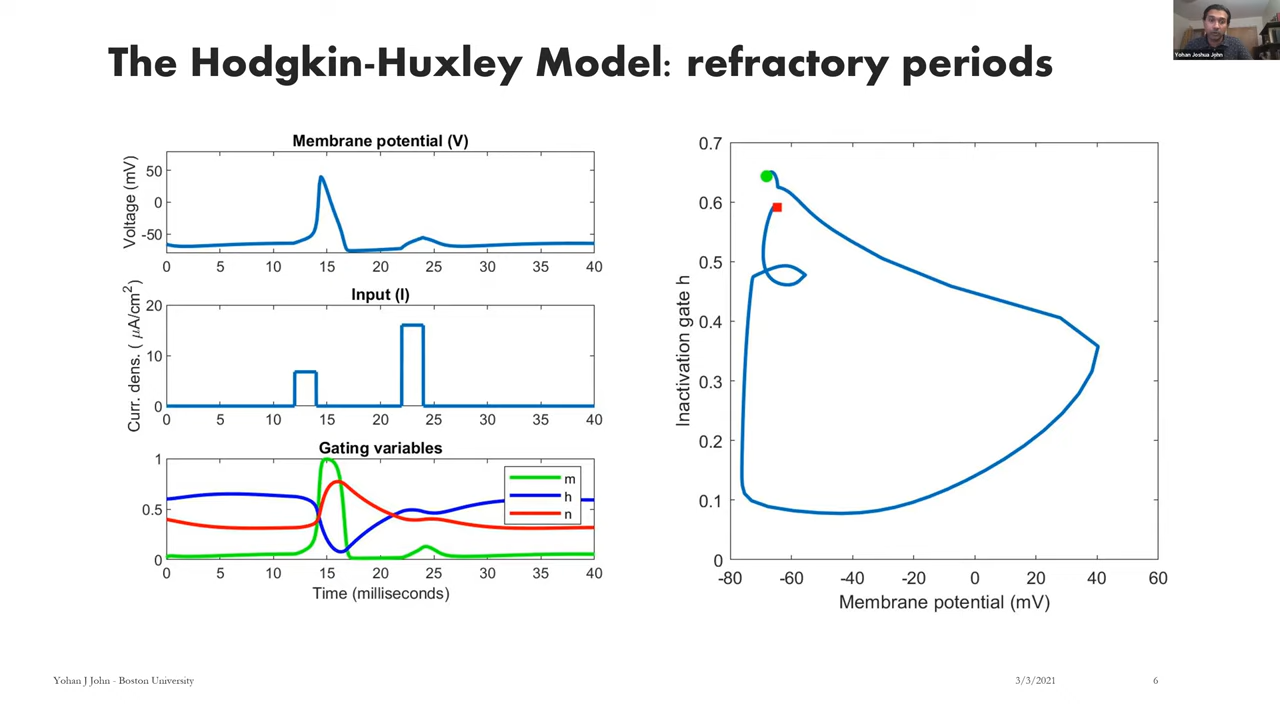 The Hodgkin-Huxley Model: refractory periods
Yohan Joshua John
Membrane potential (V)
Voltage (mV)
50
0
-50
0 5 10 15 20 25 30 35 40
Input (I)
Curr. dens. ( μA/cm2)
20
10
0
0 5 10 15 20 25 30 35 40
Gating variables
1
0.5
0
m
h
n
0 5 10 15 20 25 30 35 40
Time (milliseconds)
Inactivation gate h
0.7
0.6
0.5
0.4
0.3
0.2
0.1
0
-80 -60 -40 -20 0 20 40 60
Membrane potential (mV)
Yohan J John - Boston University
3/3/2021
6